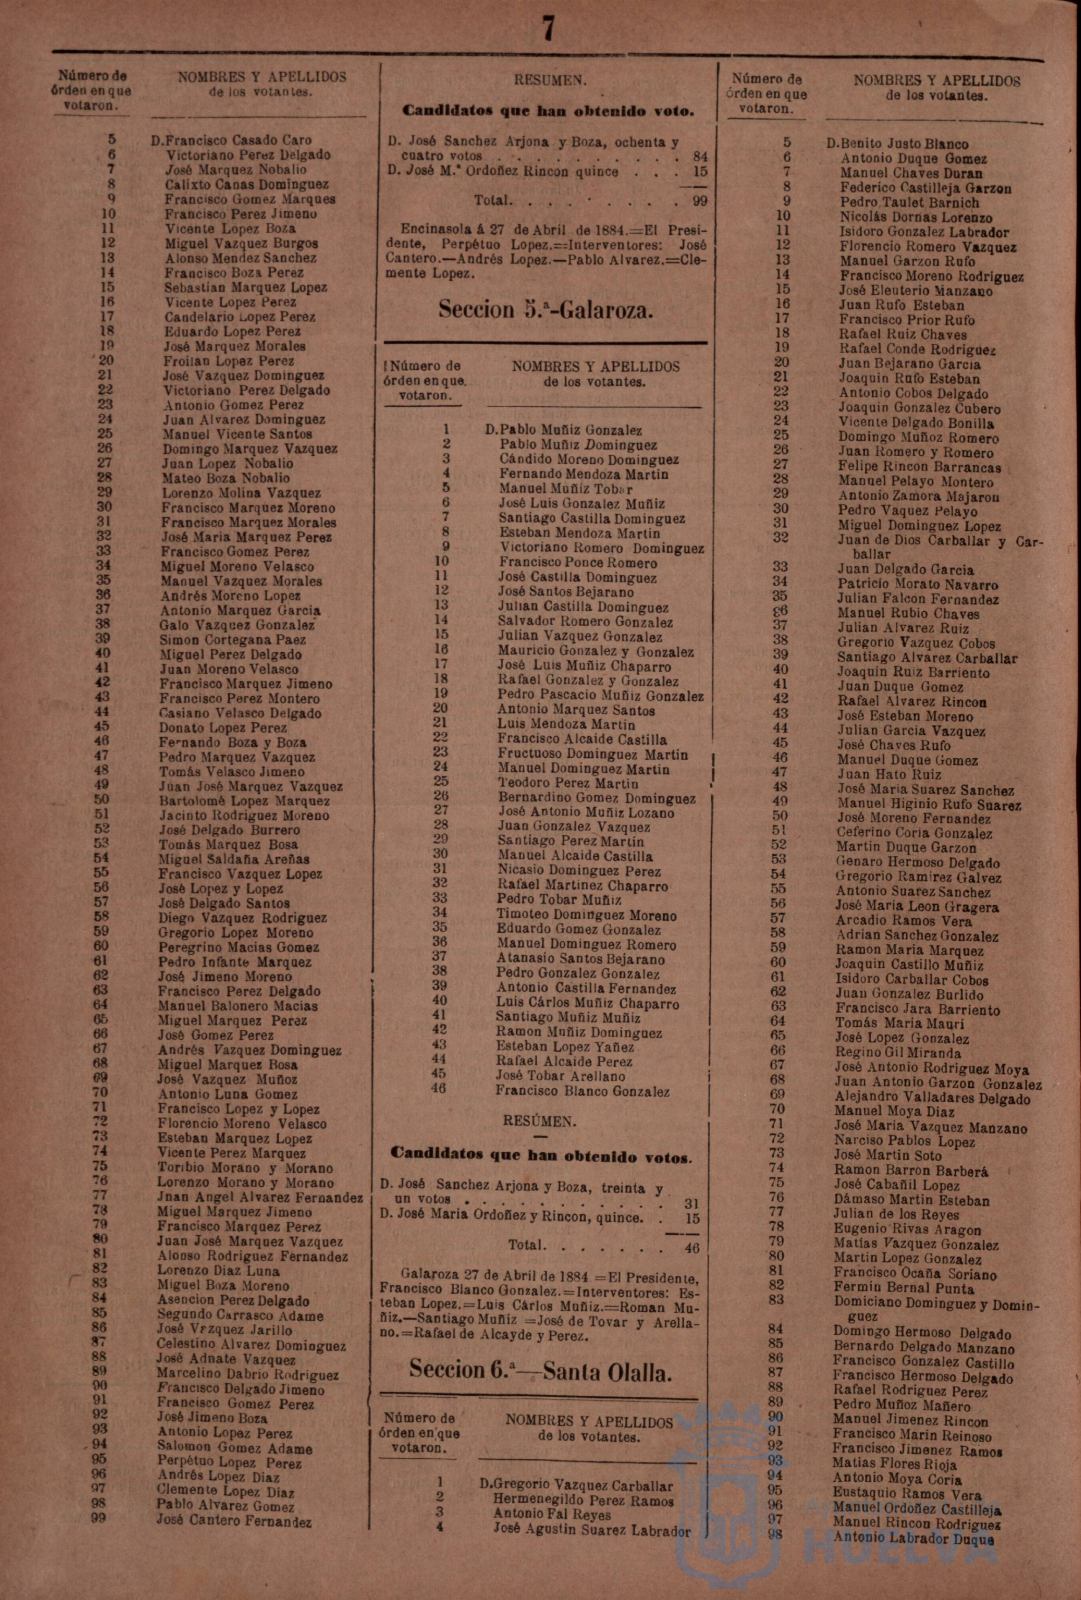 7
Número de
órden en que
votaron.
NOMBRES Y APELLIDOS
de los votantes.
5 D. Francisco Casado Caro
6 Victoriano Perez Delgado
7 José Marquez Nobalio
8 Calixto Canas Dominguez
9 Francisco Gomez Marques
10 Francisco Perez Jimeno
11 Vicente Lopez Boza
12 Miguel Vazquez Burgos
13 Alonso Mendez Sanchez
14 Francisco Boza Perez
15 Sebastian Marquez Lopez
16 Vicente Lopez Perez
17 Candelario Lopez Perez
18 Eduardo Lopez Perez
19 José Marquez Morales
20 Froilan Lopez Perez
21 José Vazquez Dominguez
22 Victoriano Perez Delgado
23 Antonio Gomez Perez
24 Juan Alvarez Dominguez
25 Manuel Vicente Santos
26 Domingo Marquez Vazquez
27 Juan Lopez Nobalio
28 Mateo Boza Nobalio
29 Lorenzo Molina Vazquez
30 Francisco Marquez Moreno
31 Francisco Marquez Morales
32 José Maria Marquez Perez
33 Francisco Gomez Perez
34 Miguel Moreno Velasco
35 Manuel Vazquez Morales
36 Andrés Moreno Lopez
37 Antonio Marquez Garcia
38 Galo Vazquez Gonzalez
39 Simon Cortegana Paez
40 Miguel Perez Delgado
41 Juan Moreno Velasco
42 Francisco Marquez Jimeno
43 Francisco Perez Montero
44 Casiano Velasco Delgado
45 Donato Lopez Perez
46 Fernando Boza y Boza
47 Pedro Marquez Vazquez
48 Tomás Velasco Jimeno
49 Juan José Marquez Vazquez
50 Bartolomé Lopez Marquez
51 Jacinto Rodriguez Moreno
52 José Delgado Burrero
53 Tomás Marquez Bosa
54 Miguel Saldaña Areñas
55 Francisco Vazquez Lopez
56 José Lopez y Lopez
57 José Delgado Santos
58 Diego Vazquez Rodriguez
59 Gregorio Lopez Moreno
60 Peregrino Macias Gomez
61 Pedro Infante Marquez
62 José Jimeno Moreno
63 Francisco Perez Delgado
64 Manuel Balonero Macias
65 Miguel Marquez Perez
66 José Gomez Perez
67 Andrés Vazquez Dominguez
68 Miguel Marquez Bosa
69 José Vazquez Muñoz
70 Antonio Luna Gomez
71 Francisco Lopez y Lopez
72 Florencio Moreno Velasco
73 Esteban Marquez Lopez
74 Vicente Perez Marquez
75 Toribio Morano y Morano
76 Lorenzo Morano y Morano
77 Jnan Angel Alvarez Fernandez
78 Miguel Marquez Jimeno
79 Francisco Marquez Perez
80 Juan José Marquez Vazquez
81 Alonso Rodriguez Fernandez
82 Lorenzo Diaz Luna
83 Miguel Boza Moreno
84 Asencion Perez Delgado
85 Segundo Carrasco Adame
86 José Vazquez Jarillo
87 Celestino Alvarez Dominguez
88 José Adnate Vazquez
89 Marcelino Dabrio Rodriguez
90 Francisco Delgado Jimeno
91 Francisco Gomez Perez
92 José Jimeno Boza
93 Antonio Lopez Perez
94 Salomon Gomez Adame
95 Perpétuo Lopez Perez
96 Andrés Lopez Diaz
97 Clemente Lopez Diaz
98 Pablo Alvarez Gomez
99 José Cantero Fernandez
RESUMEN.
Candidatos que han obtenido voto.
D. José Sanchez Arjona y Boza, ochenta y
cuatro votos . . . . . . . . . . 84
D. José M.ª Ordoñez Rincon quince . . . 15
Total. . . . . . . . . 99
Encinasola á 27 de Abril de 1884.=El Presi-
dente, Perpétuo Lopez.==Interventores: José
Cantero.—Andrés Lopez.—Pablo Alvarez.=Cle-
mente Lopez.
Seccion 5.ª-Galaroza.
Número de
órden en que.
votaron.
NOMBRES Y APELLIDOS
de los votantes.
1 D. Pablo Muñiz Gonzalez
2 Pablo Muñiz Dominguez
3 Cándido Moreno Dominguez
4 Fernando Mendoza Martin
5 Manuel Muñiz Tobar
6 José Luis Gonzalez Muñiz
7 Santiago Castilla Dominguez
8 Esteban Mendoza Martin
9 Victoriano Romero Dominguez
10 Francisco Ponce Romero
11 José Castilla Dominguez
12 José Santos Bejarano
13 Julian Castilla Dominguez
14 Salvador Romero Gonzalez
15 Julian Vazquez Gonzalez
16 Mauricio Gonzalez y Gonzalez
17 José Luis Muñiz Chaparro
18 Rafael Gonzalez y Gonzalez
19 Pedro Pascacio Muñiz Gonzalez
20 Antonio Marquez Santos
21 Luis Mendoza Martin
22 Francisco Alcaide Castilla
23 Fructuoso Dominguez Martin
24 Manuel Dominguez Martin
25 Teodoro Perez Martin
26 Bernardino Gomez Dominguez
27 José Antonio Muñiz Lozano
28 Juan Gonzalez Vazquez
29 Santiago Perez Martin
30 Manuel Alcaide Castilla
31 Nicasio Dominguez Perez
32 Rafael Martinez Chaparro
33 Pedro Tobar Muñiz
34 Timoteo Dominguez Moreno
35 Eduardo Gomez Gonzalez
36 Manuel Dominguez Romero
37 Atanasio Santos Bejarano
38 Pedro Gonzalez Gonzalez
39 Antonio Castilla Fernandez
40 Luis Cárlos Muñiz Chaparro
41 Santiago Muñiz Muñiz
42 Ramon Muñiz Dominguez
43 Esteban Lopez Yañez
44 Rafael Alcaide Perez
45 José Tobar Arellano
46 Francisco Blanco Gonzalez
RESÚMEN.
Candidatos que han obtenido votos.
D. José Sanchez Arjona y Boza, treinta y
un votos . . . . . . . . . . 31
D. José Maria Ordoñez y Rincon, quince. . 15
Total. . . . . . . 46
Galaroza 27 de Abril de 1884.=El Presidente,
Francisco Blanco Gonzalez.=Interventores: Es-
teban Lopez.=Luis Cárlos Muñiz.=Roman Mu-
ñiz.—Santiago Muñiz =José de Tovar y Arella-
no.=Rafael de Alcayde y Perez.
Seccion 6.ª—Santa Olalla.
Número de
órden en que
votaron.
NOMBRES Y APELLIDOS
de los votantes.
1 D. Gregorio Vazquez Carballar
2 Hermenegildo Perez Ramos
3 Antonio Fal Reyes
4 José Agustin Suarez Labrador
Número de
órden en que
votaron.
NOMBRES Y APELLIDOS
de los votantes.
5 D. Benito Justo Blanco
6 Antonio Duque Gomez
7 Manuel Chaves Duran
8 Federico Castilleja Garzon
9 Pedro Taulet Barnich
10 Nicolás Dornas Lorenzo
11 Isidoro Gonzalez Labrador
12 Florencio Romero Vazquez
13 Manuel Garzon Rufo
14 Francisco Moreno Rodriguez
15 José Eleuterio Manzano
16 Juan Rufo Esteban
17 Francisco Prior Rufo
18 Rafael Ruiz Chaves
19 Rafael Conde Rodriguez
20 Juan Bejarano Garcia
21 Joaquin Rufo Esteban
22 Antonio Cobos Delgado
23 Joaquin Gonzalez Cubero
24 Vicente Delgado Bonilla
25 Domingo Muñoz Romero
26 Juan Romero y Romero
27 Felipe Rincon Barrancas
28 Manuel Pelayo Montero
29 Antonio Zamora Majaron
30 Pedro Vaquez Pelayo
31 Miguel Dominguez Lopez
32 Juan de Dios Carballar y Car-
ballar
33 Juan Delgado Garcia
34 Patricio Morato Navarro
35 Julian Falcon Fernandez
36 Manuel Rubio Chaves
37 Julian Alvarez Ruiz
38 Gregorio Vazquez Cobos
39 Santiago Alvarez Carballar
40 Joaquin Ruiz Barriento
41 Juan Duque Gomez
42 Rafael Alvarez Rincon
43 José Esteban Moreno
44 Julian Garcia Vazquez
45 José Chaves Rufo
46 Manuel Duque Gomez
47 Juan Hato Ruiz
48 José Maria Suarez Sanchez
49 Manuel Higinio Rufo Suarez
50 José Moreno Fernandez
51 Ceferino Coria Gonzalez
52 Martin Duque Garzon
53 Genaro Hermoso Delgado
54 Gregorio Ramirez Galvez
55 Antonio Suarez Sanchez
56 José Maria Leon Gragera
57 Arcadio Ramos Vera
58 Adrian Sanchez Gonzalez
59 Ramon Maria Marquez
60 Joaquin Castillo Muñiz
61 Isidoro Carballar Cobos
62 Juan Gonzalez Burlido
63 Francisco Jara Barriento
64 Tomás Maria Mauri
65 José Lopez Gonzalez
66 Regino Gil Miranda
67 José Antonio Rodriguez Moya
68 Juan Antonio Garzon Gonzalez
69 Alejandro Valladares Delgado
70 Manuel Moya Diaz
71 José Maria Vazquez Manzano
72 Narciso Pablos Lopez
73 José Martin Soto
74 Ramon Barron Barberá
75 José Cabañil Lopez
76 Dámaso Martin Esteban
77 Julian de los Reyes
78 Eugenio Rivas Aragon
79 Matías Vazquez Gonzalez
80 Martin Lopez Gonzalez
81 Francisco Ocaña Soriano
82 Fermin Bernal Punta
83 Domiciano Dominguez y Domin-
guez
84 Domingo Hermoso Delgado
85 Bernardo Delgado Manzano
86 Francisco Gonzalez Castillo
87 Francisco Hermoso Delgado
88 Rafael Rodriguez Perez
89 Pedro Muñoz Mañero
90 Manuel Jimenez Rincon
91 Francisco Marin Reinoso
92 Francisco Jimenez Ramos
93 Matias Flores Rioja
94 Antonio Moya Coria
95 Eustaquio Ramos Vera
96 Manuel Ordoñez Castilleja
97 Manuel Rincon Rodriguez
98 Antonio Labrador Duque
HUELVA